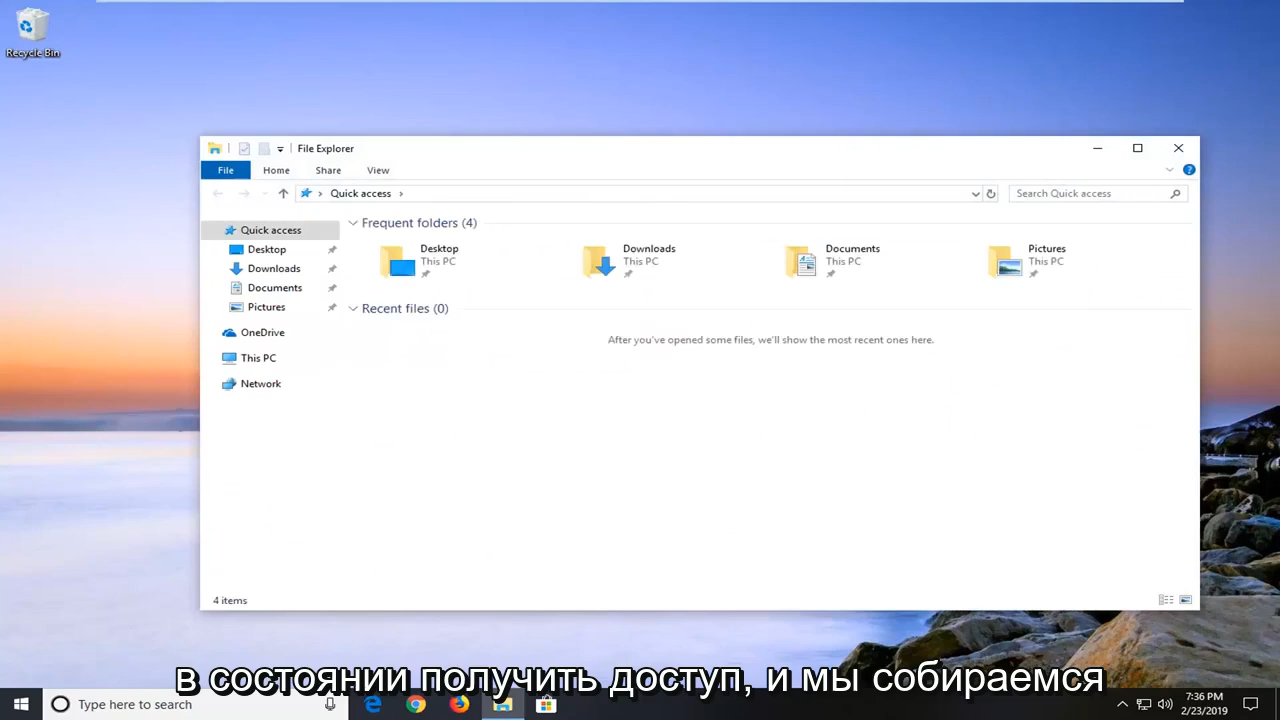 Recycle Bin
File Explorer
File Home Share View
Quick access
Search Quick access
Quick access
Desktop
Downloads
Documents
Pictures
OneDrive
This PC
Network
Frequent folders (4)
Desktop
This PC
Downloads
This PC
Documents
This PC
Pictures
This PC
Recent files (0)
After you've opened some files, we'll show the most recent ones here.
4 items
в состоянии получить доступ, и мы собираемся
Type here to search
7:36 PM
2/23/2019